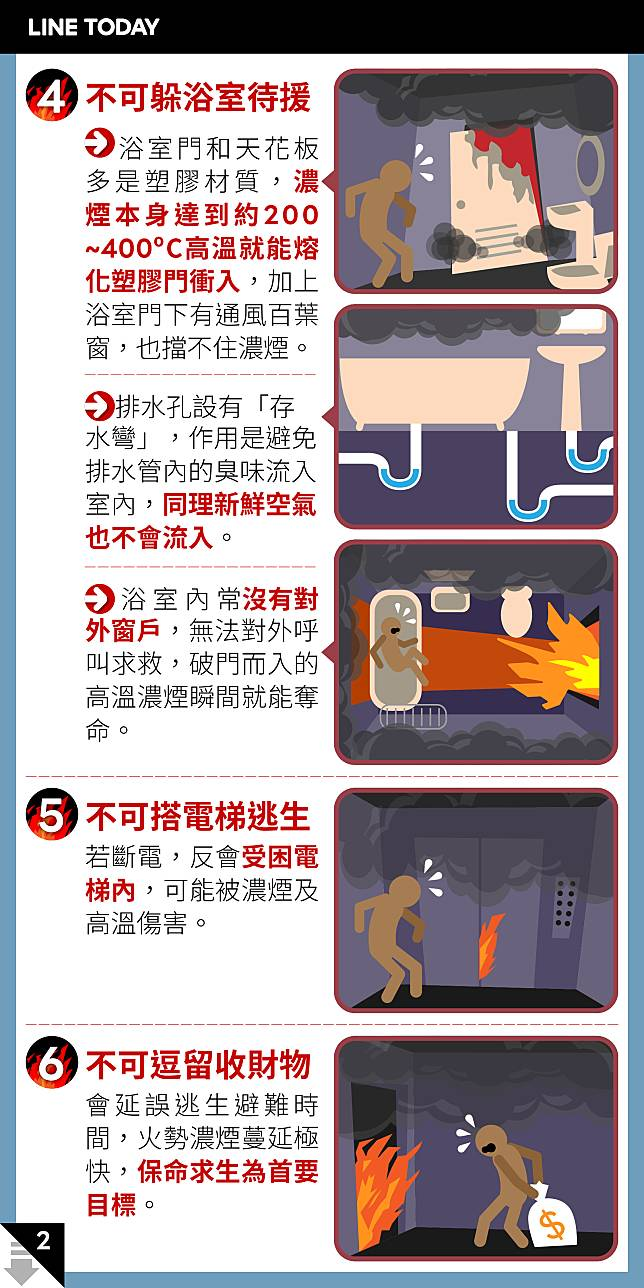 LINE TODAY
4 不可躲浴室待援
浴室門和天花板
多是塑膠材質，濃
煙本身達到約200
~400°C高溫就能熔
化塑膠門衝入，加上
浴室門下有通風百葉
窗，也擋不住濃煙。
排水孔設有「存
水彎」，作用是避免
排水管內的臭味流入
室內，同理新鮮空氣
也不會流入。
浴室內常沒有對
外窗戶，無法對外呼
叫求救，破門而入的
高溫濃煙瞬間就能奪
命。
5 不可搭電梯逃生
若斷電，反會受困電
梯內，可能被濃煙及
高溫傷害。
6 不可逗留收財物
會延誤逃生避難時
間，火勢濃煙蔓延極
快，保命求生為首要
目標。
$
2